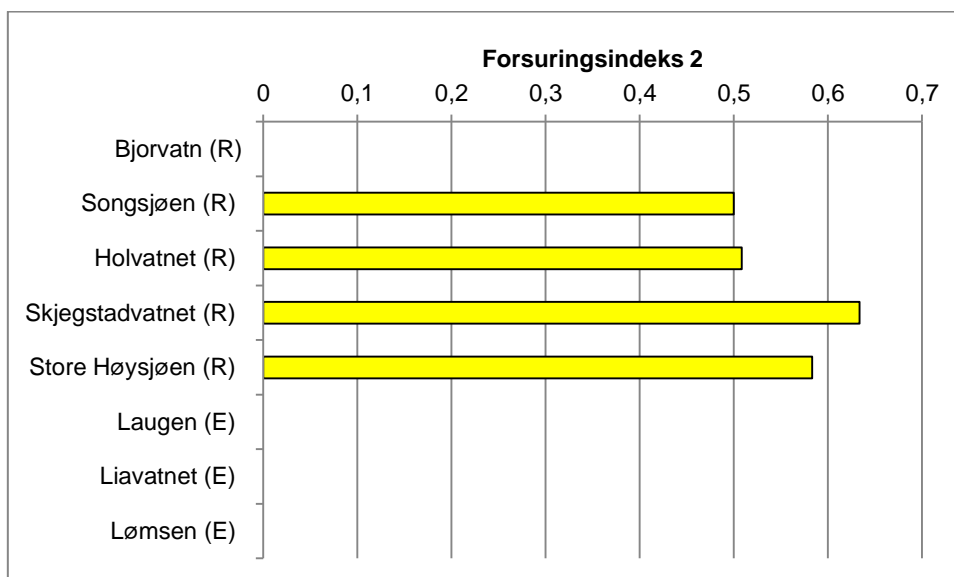 Forsuringsindeks 2
0 0,1 0,2 0,3 0,4 0,5 0,6 0,7
Bjorvatn (R)
Songsjøen (R)
Holvatnet (R)
Skjegstadvatnet (R)
Store Høysjøen (R)
Laugen (E)
Liavatnet (E)
Lømsen (E)